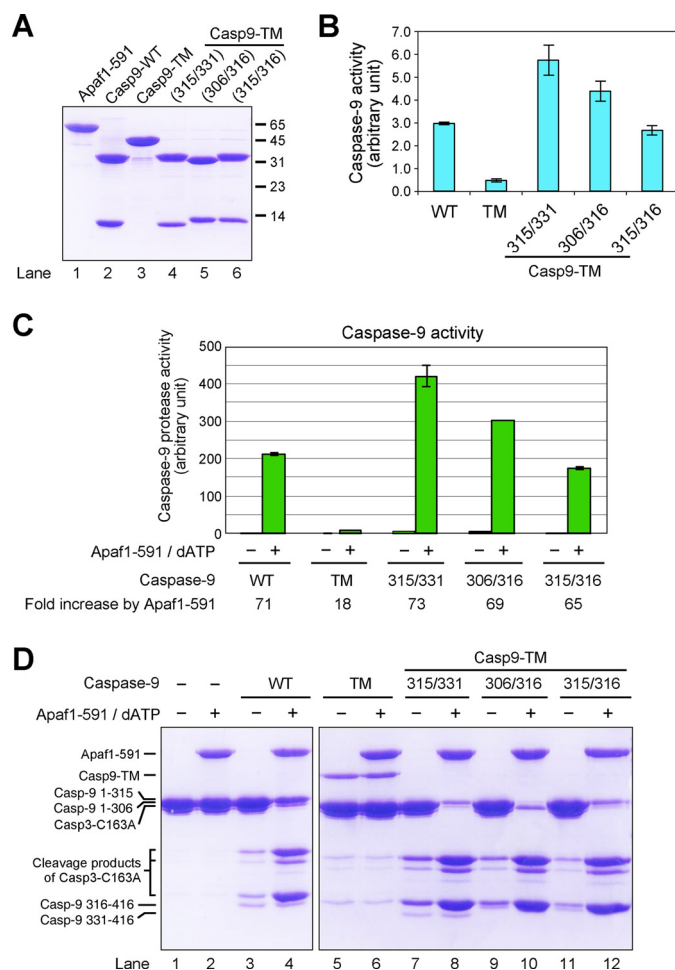 A
Casp9-TM
Apaf1-591
Casp9-WT
Casp9-TM
(315/331)
(306/316)
(315/316)
65
45
31
23
14
Lane 1 2 3 4 5 6
B
Caspase-9 activity
(arbitrary unit)
7.0
6.0
5.0
4.0
3.0
2.0
1.0
0.0
WT TM 315/331 306/316 315/316
Casp9-TM
C
Caspase-9 activity
Caspase-9 protease activity
(arbitrary unit)
500
400
300
200
100
0
Apaf1-591 / dATP – + – + – + – + – +
Caspase-9 WT TM 315/331 306/316 315/316
Fold increase by Apaf1-591 71 18 73 69 65
D
Casp9-TM
Caspase-9 – – WT TM 315/331 306/316 315/316
Apaf1-591 / dATP – + – + – + – + – + – +
Apaf1-591
Casp9-TM
Casp-9 1-315
Casp-9 1-306
Casp3-C163A
Cleavage products
of Casp3-C163A
Casp-9 316-416
Casp-9 331-416
Lane 1 2 3 4 5 6 7 8 9 10 11 12